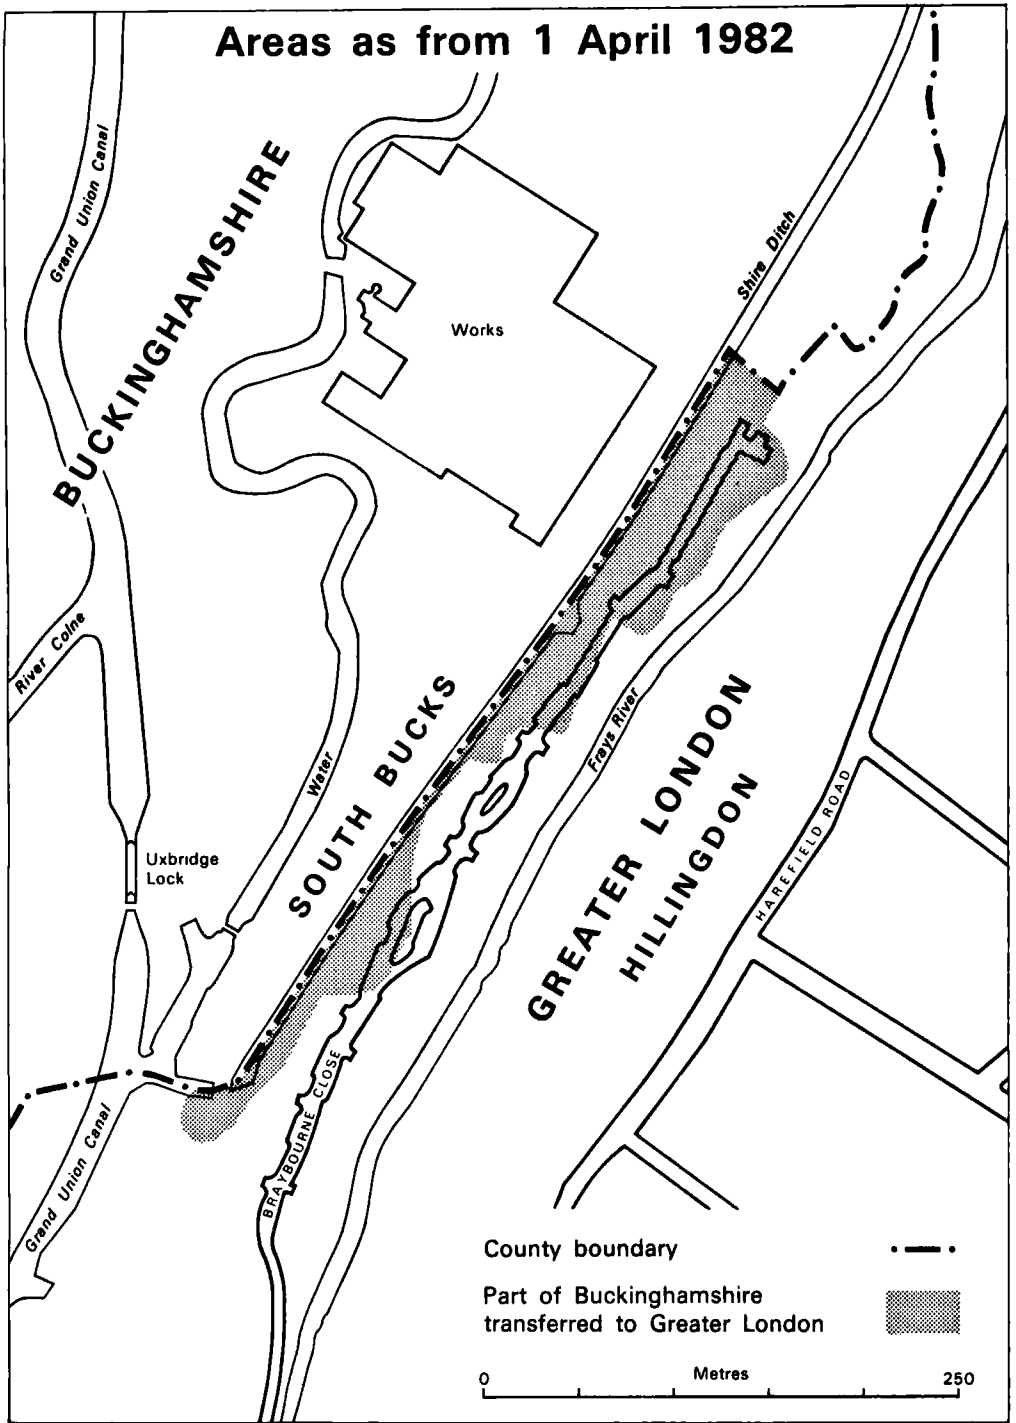 Areas as from 1 April 1982
Grand Union Canal
BUCKINGHAMSHIRE
Shire Ditch
Works
River Colne
Water
SOUTH BUCKS
Frays River
GREATER LONDON
HILLINGDON
HAREFIELD ROAD
Uxbridge
Lock
BRAYBOURNE CLOSE
Grand Union Canal
County boundary
Part of Buckinghamshire
transferred to Greater London
Metres
0 250